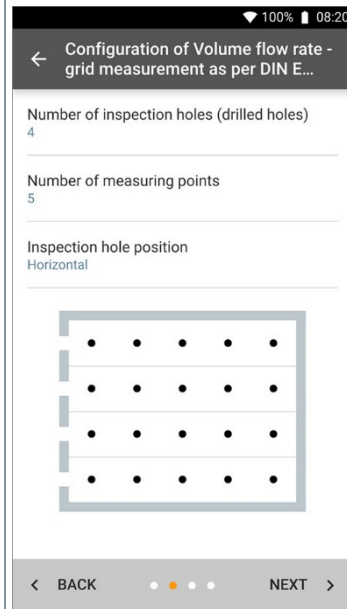 100% 08:20
Configuration of Volume flow rate -
grid measurement as per DIN E...
Number of inspection holes (drilled holes)
4
Number of measuring points
5
Inspection hole position
Horizontal
BACK
NEXT